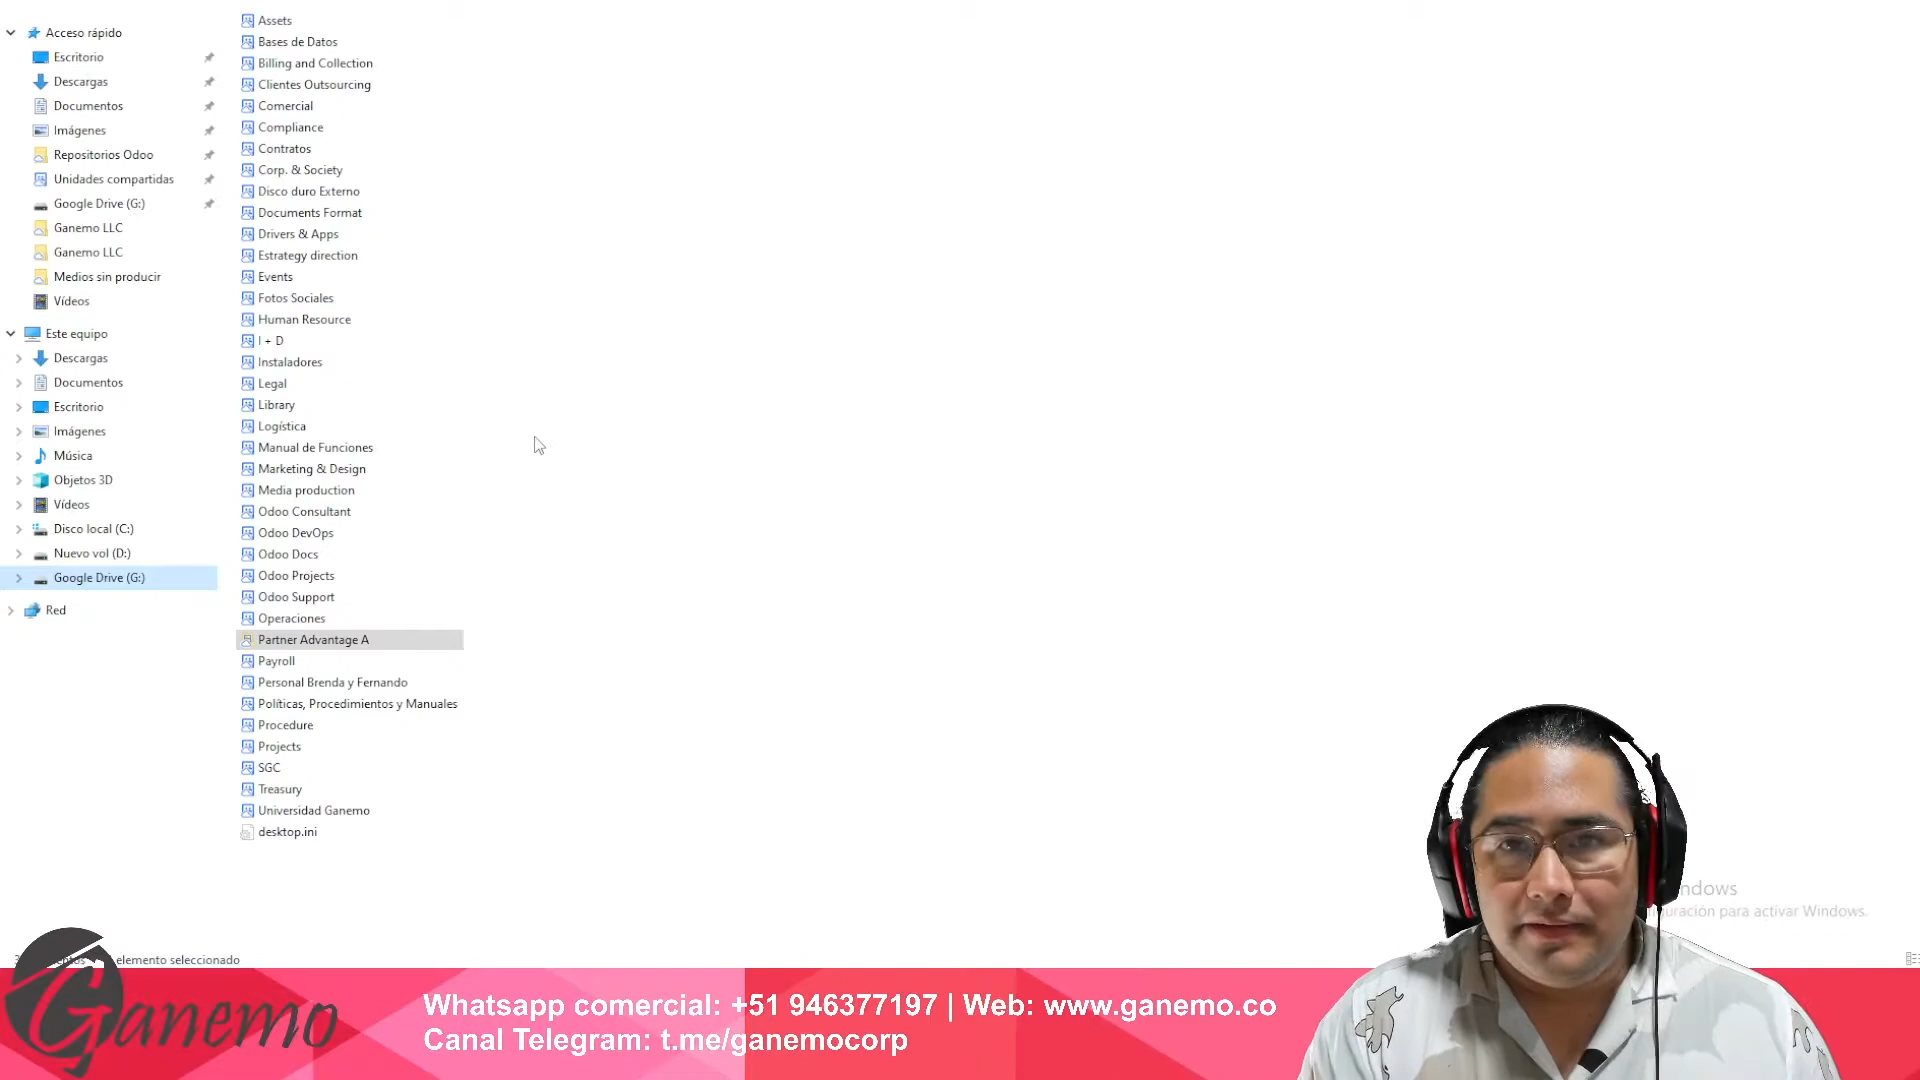 Acceso rápido
Escritorio
Descargas
Documentos
Imágenes
Repositorios Odoo
Unidades compartidas
Google Drive (G:)
Ganemo LLC
Ganemo LLC
Medios sin producir
Vídeos
Este equipo
Descargas
Documentos
Escritorio
Imágenes
Música
Objetos 3D
Vídeos
Disco local (C:)
Nuevo vol (D:)
Google Drive (G:)
Red
Assets
Bases de Datos
Billing and Collection
Clientes Outsourcing
Comercial
Compliance
Contratos
Corp. & Society
Disco duro Externo
Documents Format
Drivers & Apps
Estrategy direction
Events
Fotos Sociales
Human Resource
I + D
Instaladores
Legal
Library
Logística
Manual de Funciones
Marketing & Design
Media production
Odoo Consultant
Odoo DevOps
Odoo Docs
Odoo Projects
Odoo Support
Operaciones
Partner Advantage A
Payroll
Personal Brenda y Fernando
Políticas, Procedimientos y Manuales
Procedure
Projects
SGC
Treasury
Universidad Ganemo
desktop.ini
elemento seleccionado
para activar Windows.
Ganemo
Whatsapp comercial: +51 946377197 | Web: www.ganemo.co
Canal Telegram: t.me/ganemocorp